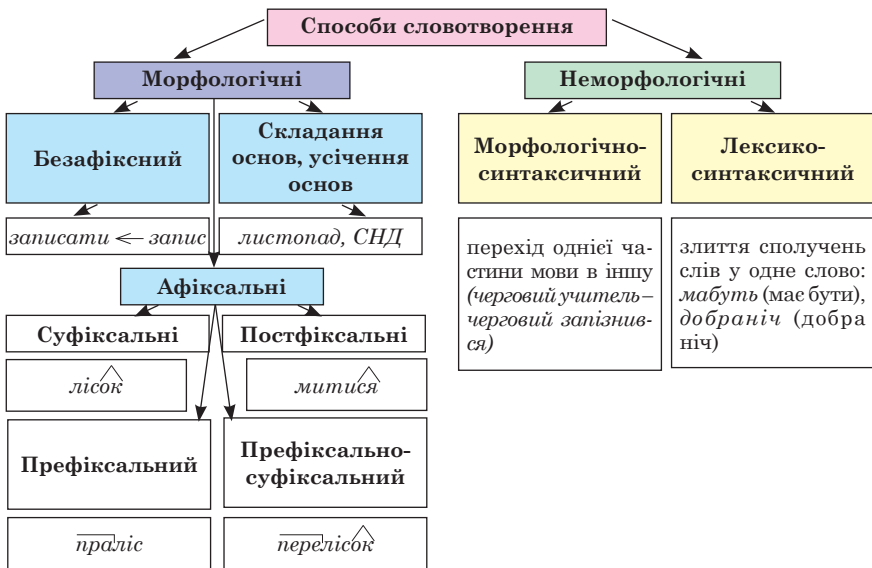 Способи словотворення
Морфологічні
Неморфологічні
Безафіксний
Складання
основ, усічення
основ
Морфологічно-
синтаксичний
Лексико-
синтаксичний
записати ← запис
листопад, СНД
перехід однієї ча-
стини мови в іншу
(черговий учитель –
черговий запізнив-
ся)
злиття сполучень
слів у одне слово:
мабуть (має бути),
добраніч (добра
ніч)
Афіксальні
Суфіксальні
Постфіксальні
лісок
митися
Префіксальний
Префіксально-
суфіксальний
праліс
перелісок